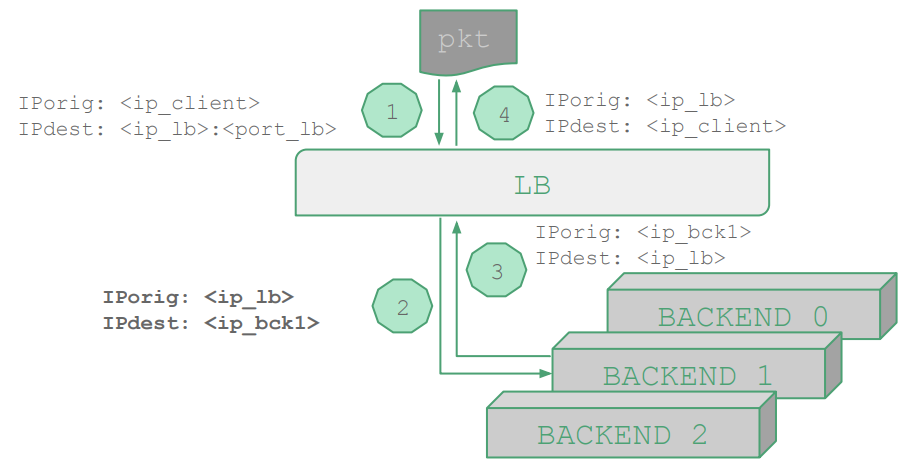 pkt
IPorig: <ip_client>
IPdest: <ip_lb>:<port_lb>
1
4
IPorig: <ip_lb>
IPdest: <ip_client>
LB
IPorig: <ip_bck1>
IPdest: <ip_lb>
3
IPorig: <ip_lb>
IPdest: <ip_bck1>
2
BACKEND 0
BACKEND 1
BACKEND 2